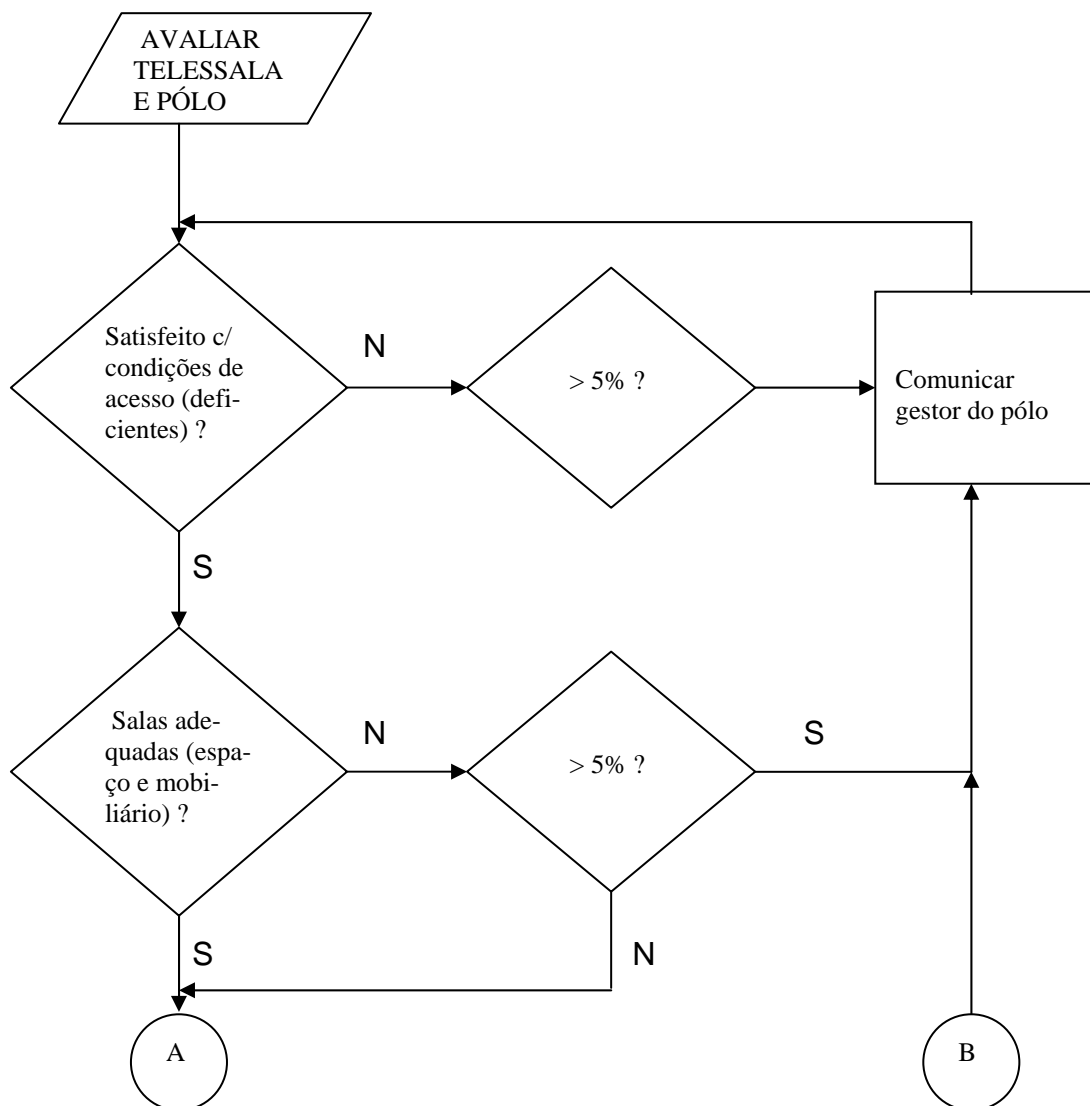 AVALIAR
TELESSALA
E PÓLO
Satisfeito c/
condições de
acesso (defi-
cientes) ?
N
> 5% ?
Comunicar
gestor do pólo
S
Salas ade-
quadas (espa-
ço e mobi-
liário) ?
N
> 5% ?
S
S
N
A
B